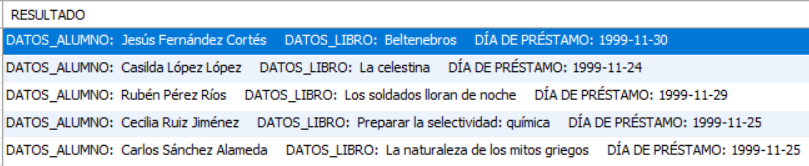 RESULTADO
DATOS_ALUMNO: Jesús Fernández Cortés DATOS_LIBRO: Beltenebros DÍA DE PRÉSTAMO: 1999-11-30
DATOS_ALUMNO: Casilda López López DATOS_LIBRO: La celestina DÍA DE PRÉSTAMO: 1999-11-24
DATOS_ALUMNO: Rubén Pérez Ríos DATOS_LIBRO: Los soldados lloran de noche DÍA DE PRÉSTAMO: 1999-11-29
DATOS_ALUMNO: Cecilia Ruiz Jiménez DATOS_LIBRO: Preparar la selectividad: química DÍA DE PRÉSTAMO: 1999-11-25
DATOS_ALUMNO: Carlos Sánchez Alameda DATOS_LIBRO: La naturaleza de los mitos griegos DÍA DE PRÉSTAMO: 1999-11-25